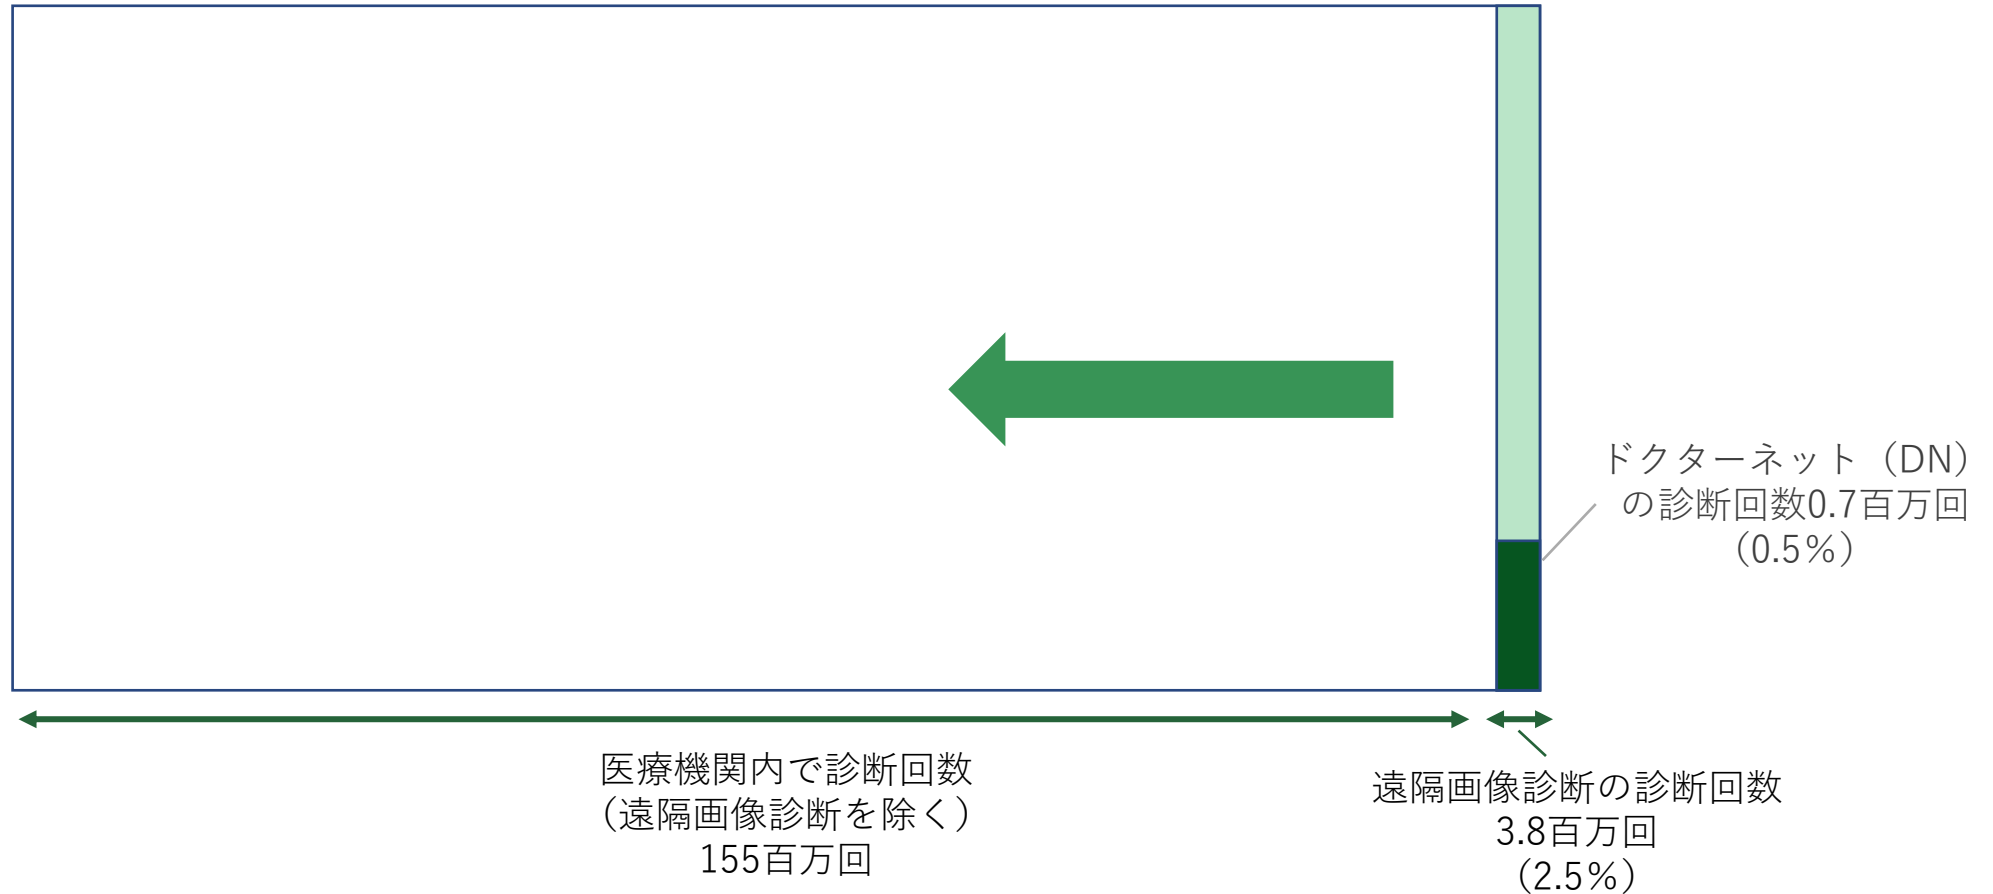 ドクターネット（DN）
の診断回数0.7百万回
（0.5％）
医療機関内で診断回数
（遠隔画像診断を除く）
155百万回
遠隔画像診断の診断回数
3.8百万回
（2.5％）